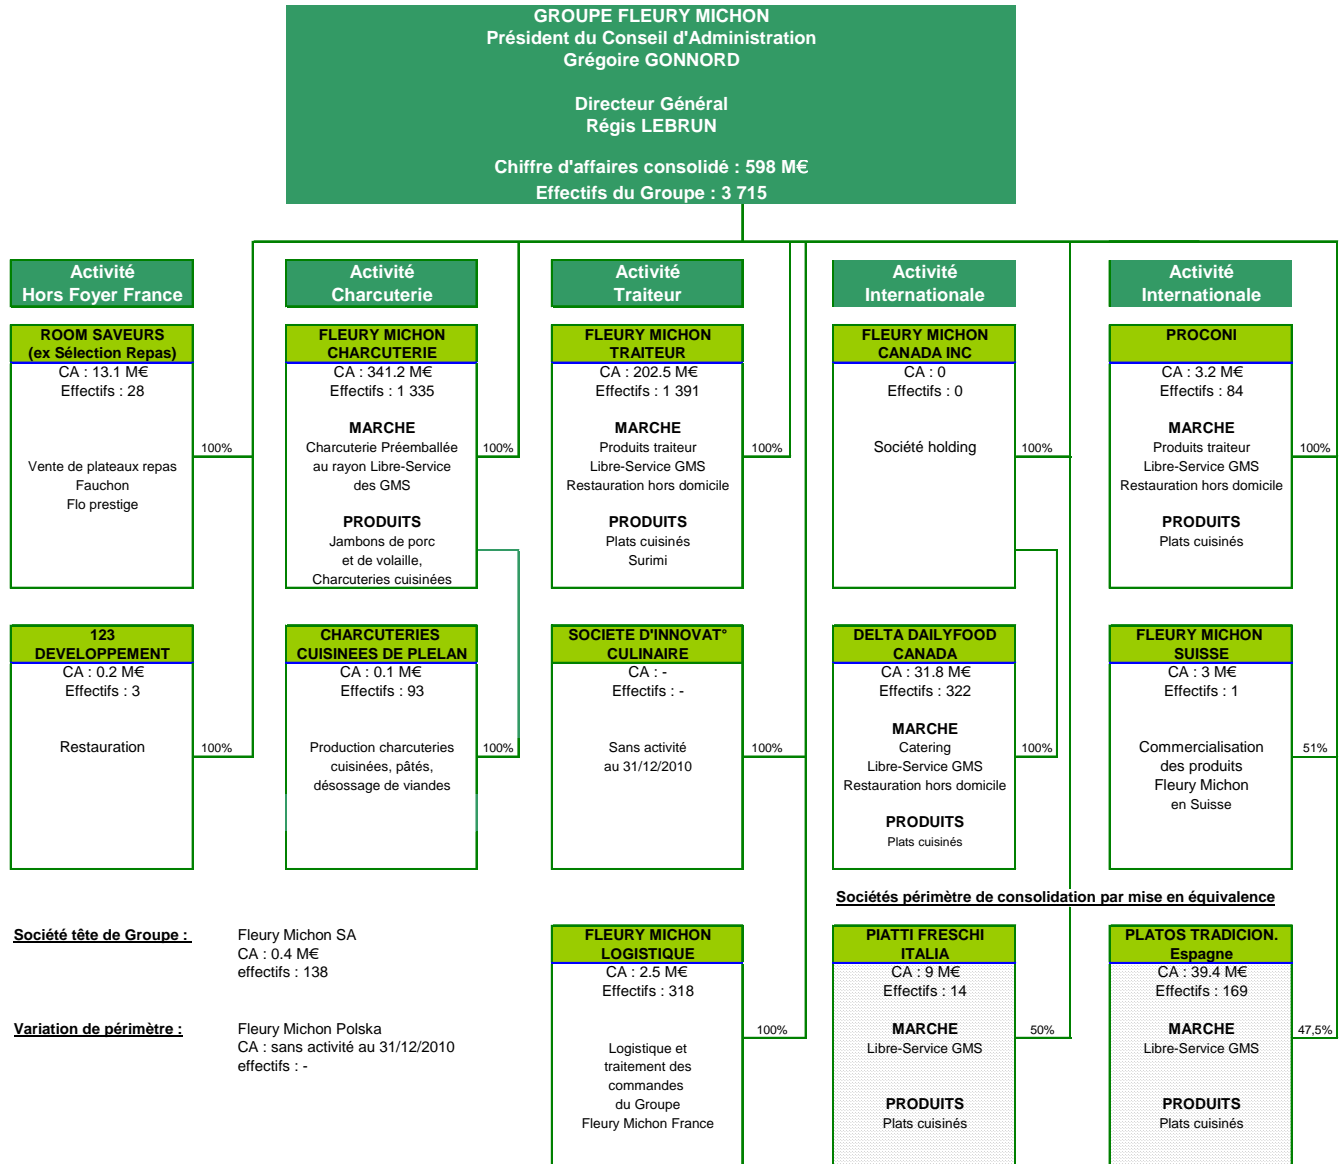 GROUPE FLEURY MICHON
Président du Conseil d'Administration
Grégoire GONNORD
Directeur Général
Régis LEBRUN
Chiffre d'affaires consolidé : 598 M€
Effectifs du Groupe : 3 715
Activité
Hors Foyer France
ROOM SAVEURS
(ex Sélection Repas)
CA : 13.1 M€
Effectifs : 28
Vente de plateaux repas
Fauchon
Flo prestige
100%
123
DEVELOPPEMENT
CA : 0.2 M€
Effectifs : 3
Restauration
100%
Activité
Charcuterie
FLEURY MICHON
CHARCUTERIE
CA : 341.2 M€
Effectifs : 1 335
MARCHE
Charcuterie Préemballée
au rayon Libre-Service
des GMS
PRODUITS
Jambons de porc
et de volaille,
Charcuteries cuisinées
100%
CHARCUTERIES
CUISINEES DE PLELAN
CA : 0.1 M€
Effectifs : 93
Production charcuteries
cuisinées, pâtés,
désossage de viandes
100%
Activité
Traiteur
FLEURY MICHON
TRAITEUR
CA : 202.5 M€
Effectifs : 1 391
MARCHE
Produits traiteur
Libre-Service GMS
Restauration hors domicile
PRODUITS
Plats cuisinés
Surimi
100%
SOCIETE D'INNOVAT°
CULINAIRE
CA : -
Effectifs : -
Sans activité
au 31/12/2010
100%
FLEURY MICHON
LOGISTIQUE
CA : 2.5 M€
Effectifs : 318
Logistique et
traitement des
commandes
du Groupe
Fleury Michon France
100%
Activité
Internationale
FLEURY MICHON
CANADA INC
CA : 0
Effectifs : 0
Société holding
100%
DELTA DAILYFOOD
CANADA
CA : 31.8 M€
Effectifs : 322
MARCHE
Catering
Libre-Service GMS
Restauration hors domicile
PRODUITS
Plats cuisinés
100%
Activité
Internationale
PROCONI
CA : 3.2 M€
Effectifs : 84
MARCHE
Produits traiteur
Libre-Service GMS
Restauration hors domicile
PRODUITS
Plats cuisinés
100%
FLEURY MICHON
SUISSE
CA : 3 M€
Effectifs : 1
Commercialisation
des produits
Fleury Michon
en Suisse
51%
Sociétés périmètre de consolidation par mise en équivalence
PIATTI FRESCHI
ITALIA
CA : 9 M€
Effectifs : 14
MARCHE
Libre-Service GMS
PRODUITS
Plats cuisinés
50%
PLATOS TRADICION.
Espagne
CA : 39.4 M€
Effectifs : 169
MARCHE
Libre-Service GMS
PRODUITS
Plats cuisinés
47,5%
Société tête de Groupe :
Fleury Michon SA
CA : 0.4 M€
effectifs : 138
Variation de périmètre :
Fleury Michon Polska
CA : sans activité au 31/12/2010
effectifs : -